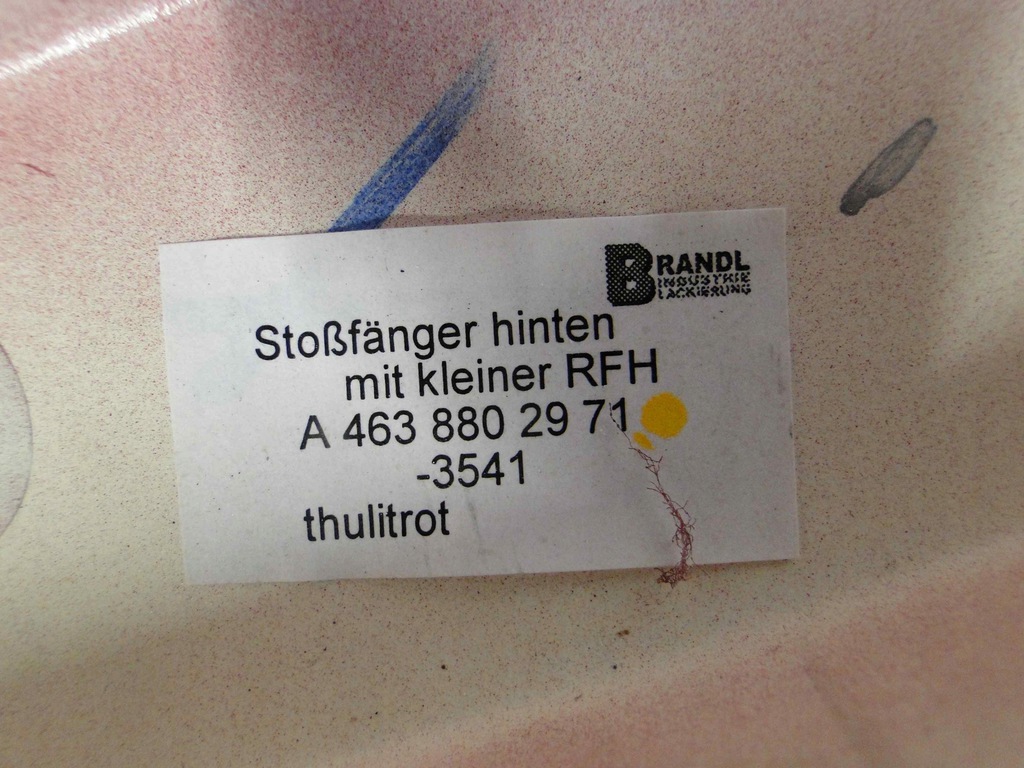 BRANDL
INDUSTRIE
LACKIERUNG
Stoßfänger hinten
mit kleiner RFH
A 463 880 29 71
-3541
thulitrot